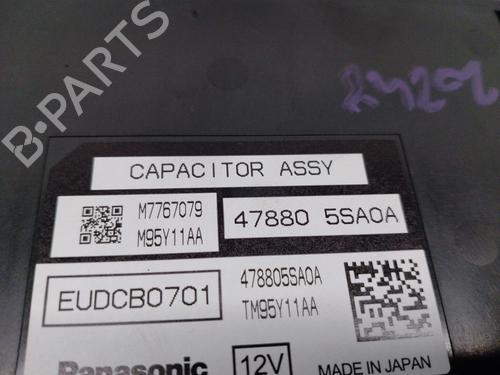 B-PARTS
CAPACITOR ASSY
M7767079
M95Y11AA
47880 5SA0A
EUDCB0701
478805SA0A
TM95Y11AA
Panasonic
12V
MADE IN JAPAN